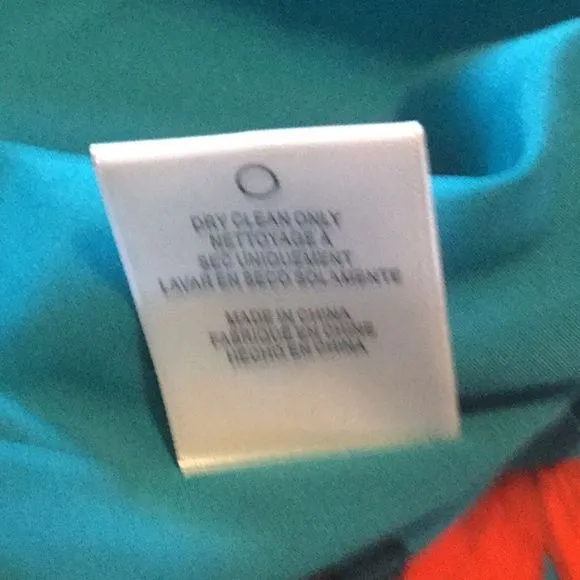 DRY CLEAN ONLY
NETTOYAGE À
SEC UNIQUEMENT
LAVAR EN SECO SOLAMENTE
MADE IN CHINA
FABRIQUE EN CHINE
HECHO EN CHINA